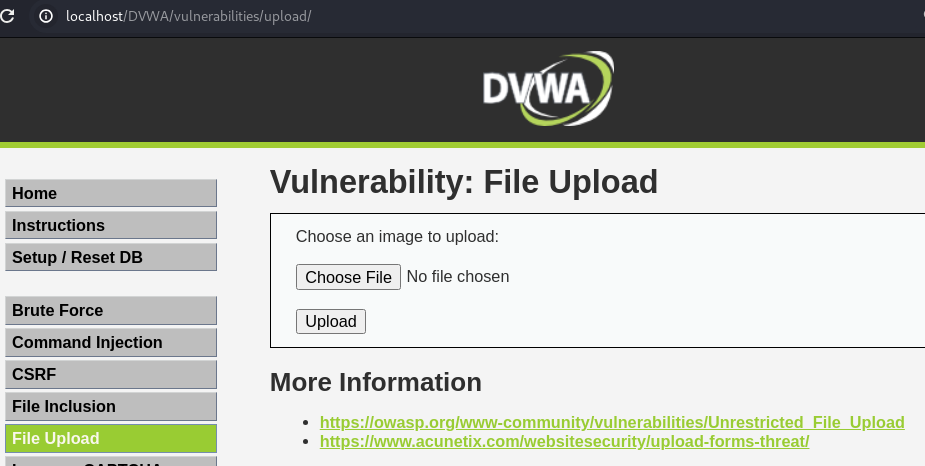 localhost/DVWA/vulnerabilities/upload/
DVWA
Home
Instructions
Setup / Reset DB
Brute Force
Command Injection
CSRF
File Inclusion
File Upload
Vulnerability: File Upload
Choose an image to upload:
Choose File No file chosen
Upload
More Information
https://owasp.org/www-community/vulnerabilities/Unrestricted_File_Upload
https://www.acunetix.com/websitesecurity/upload-forms-threat/